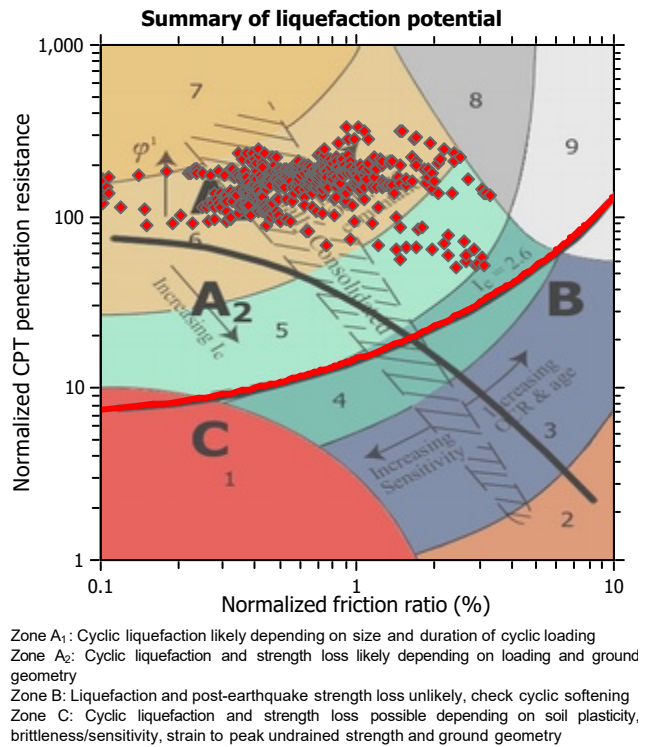 Summary of liquefaction potential
1,000
7
8
9
φ'
A
100
6
Consolidated
Ic = 2.6
A2
B
Increasing Ic
5
10
4
Increasing
OCR & age
C
Increasing
Sensitivity
3
1
2
1
0.1
1
10
Normalized CPT penetration resistance
Normalized friction ratio (%)
Zone A1: Cyclic liquefaction likely depending on size and duration of cyclic loading
Zone A2: Cyclic liquefaction and strength loss likely depending on loading and ground
geometry
Zone B: Liquefaction and post-earthquake strength loss unlikely, check cyclic softening
Zone C: Cyclic liquefaction and strength loss possible depending on soil plasticity,
brittleness/sensitivity, strain to peak undrained strength and ground geometry